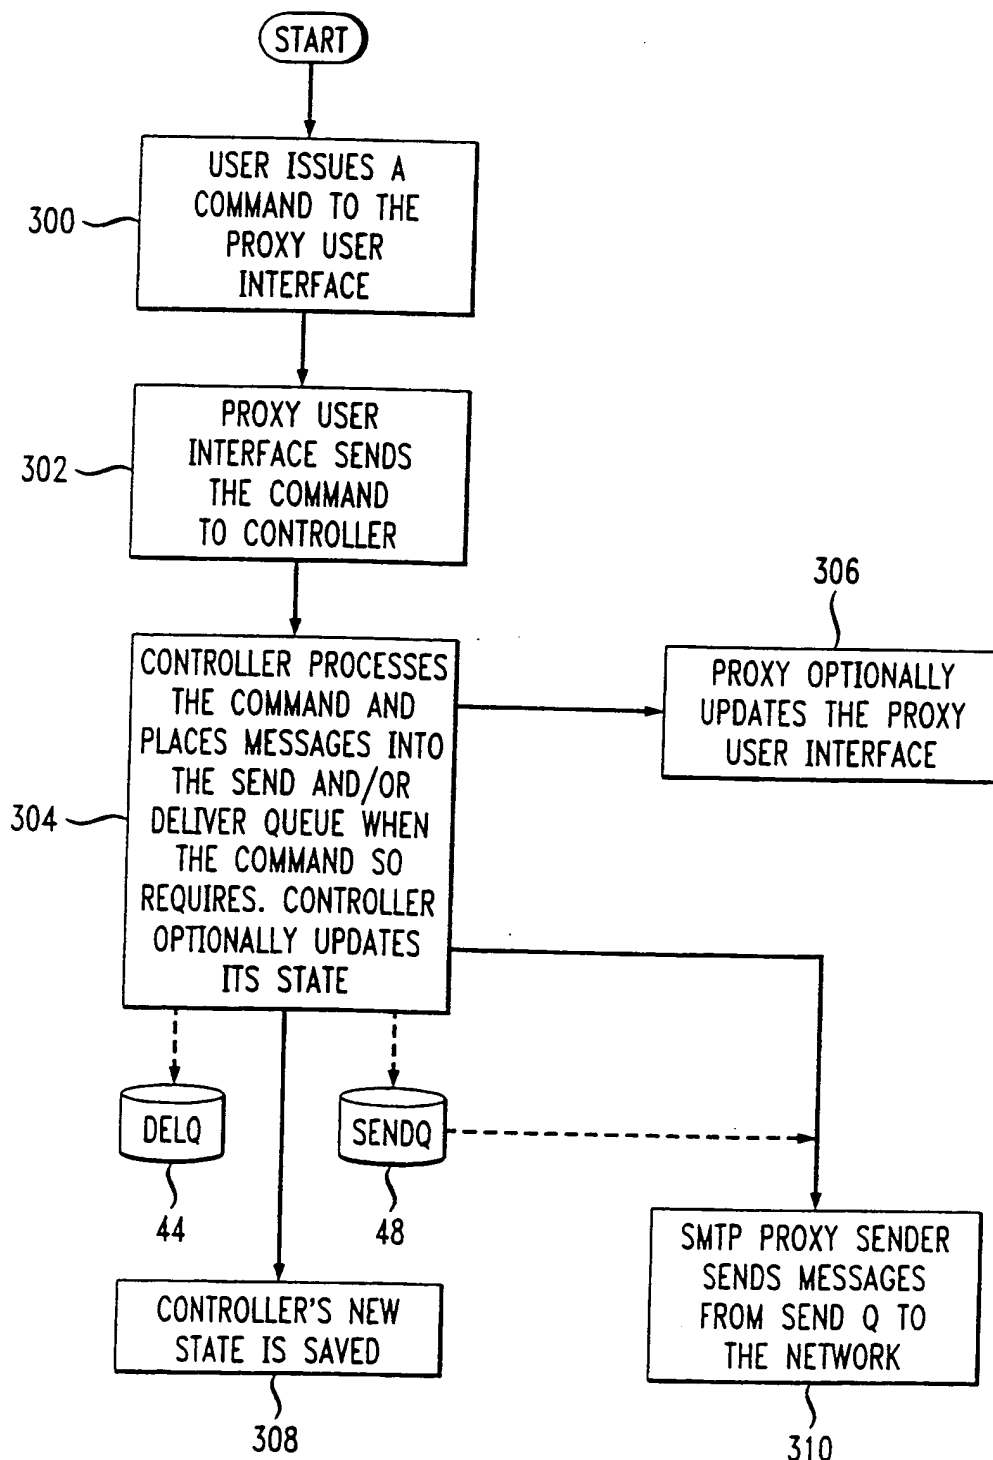 START
USER ISSUES A
COMMAND TO THE
PROXY USER
INTERFACE
300
PROXY USER
INTERFACE SENDS
THE COMMAND
TO CONTROLLER
302
306
CONTROLLER PROCESSES
THE COMMAND AND
PLACES MESSAGES INTO
THE SEND AND/OR
DELIVER QUEUE WHEN
THE COMMAND SO
REQUIRES. CONTROLLER
OPTIONALLY UPDATES
ITS STATE
304
PROXY OPTIONALLY
UPDATES THE PROXY
USER INTERFACE
DELQ
SENDQ
44
48
CONTROLLER'S NEW
STATE IS SAVED
308
SMTP PROXY SENDER
SENDS MESSAGES
FROM SEND Q TO
THE NETWORK
310